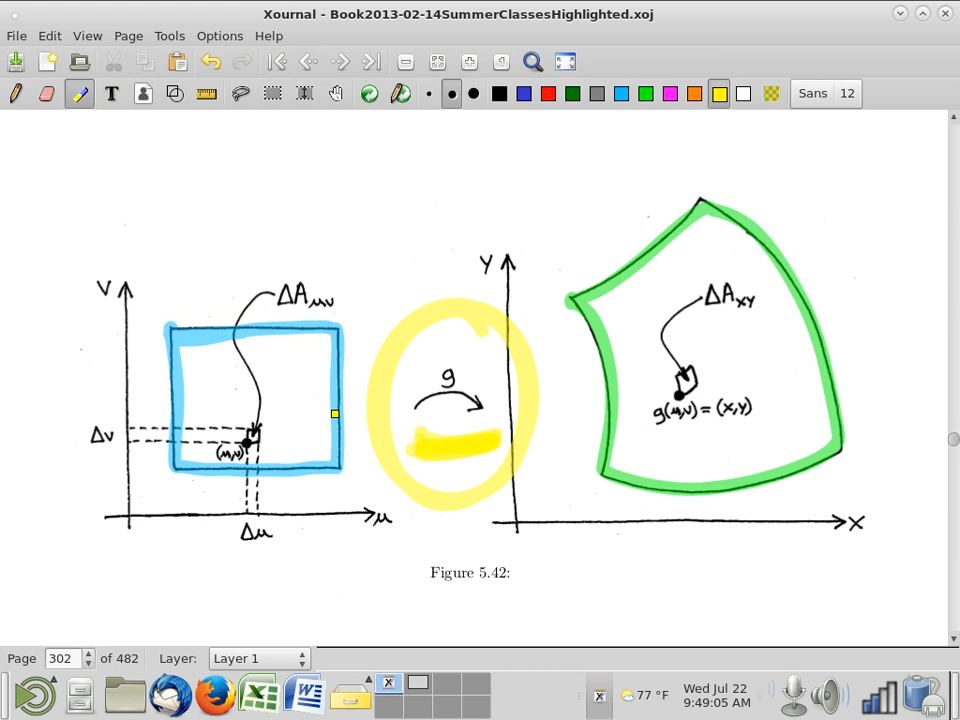 Xournal - Book2013-02-14SummerClassesHighlighted.xoj
File Edit View Page Tools Options Help
T Sans 12
Y
V
ΔAuv
ΔAxy
g
Δv
(u,v)
g(u,v) = (x,y)
u
x
Δu
Figure 5.42:
Page 302 of 482 Layer: Layer 1
77 °F
Wed Jul 22
9:49:05 AM